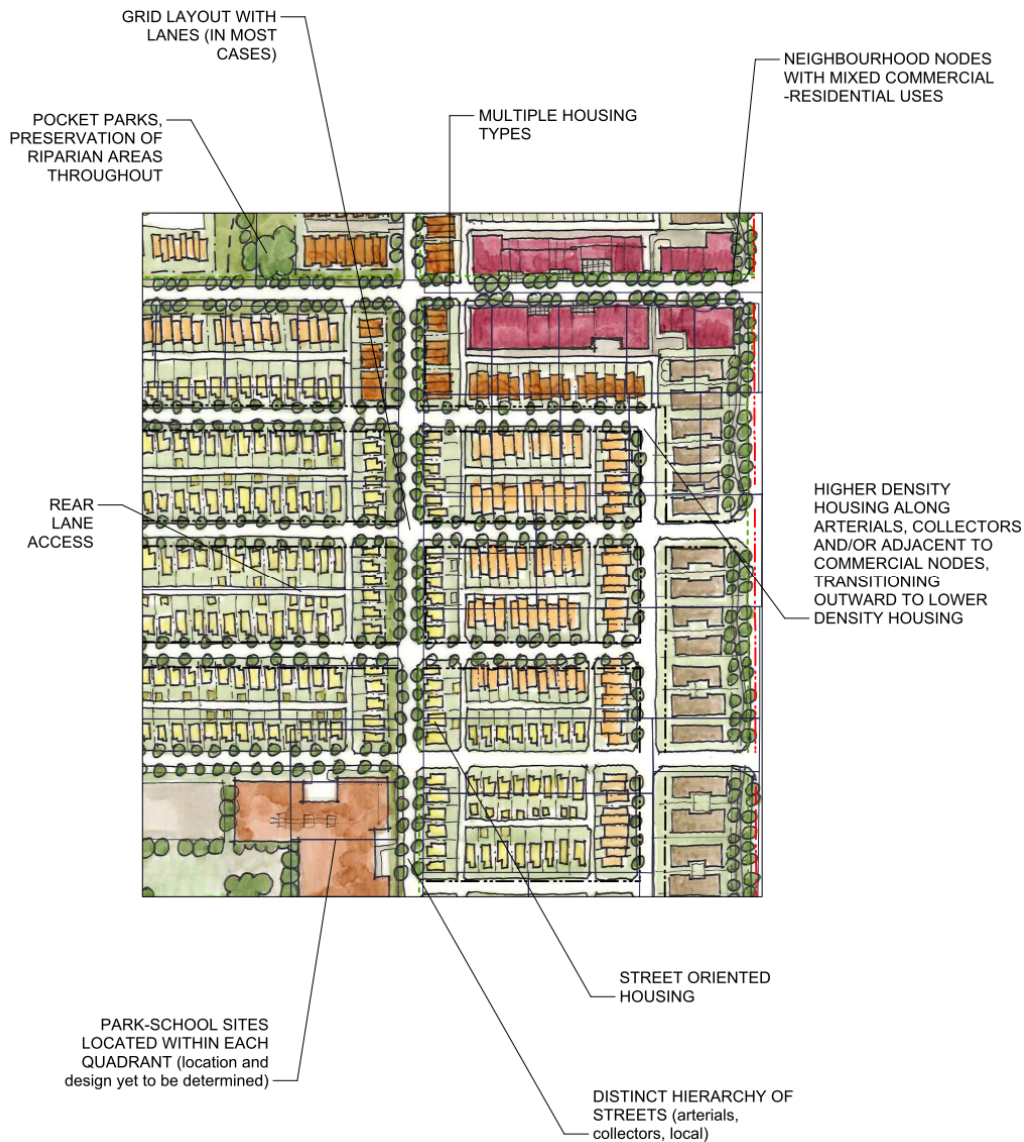 GRID LAYOUT WITH
LANES (IN MOST
CASES)
NEIGHBOURHOOD NODES
WITH MIXED COMMERCIAL
-RESIDENTIAL USES
POCKET PARKS,
PRESERVATION OF
RIPARIAN AREAS
THROUGHOUT
MULTIPLE HOUSING
TYPES
REAR
LANE
ACCESS
HIGHER DENSITY
HOUSING ALONG
ARTERIALS, COLLECTORS
AND/OR ADJACENT TO
COMMERCIAL NODES,
TRANSITIONING
OUTWARD TO LOWER
DENSITY HOUSING
STREET ORIENTED
HOUSING
PARK-SCHOOL SITES
LOCATED WITHIN EACH
QUADRANT (location and
design yet to be determined)
DISTINCT HIERARCHY OF
STREETS (arterials,
collectors, local)